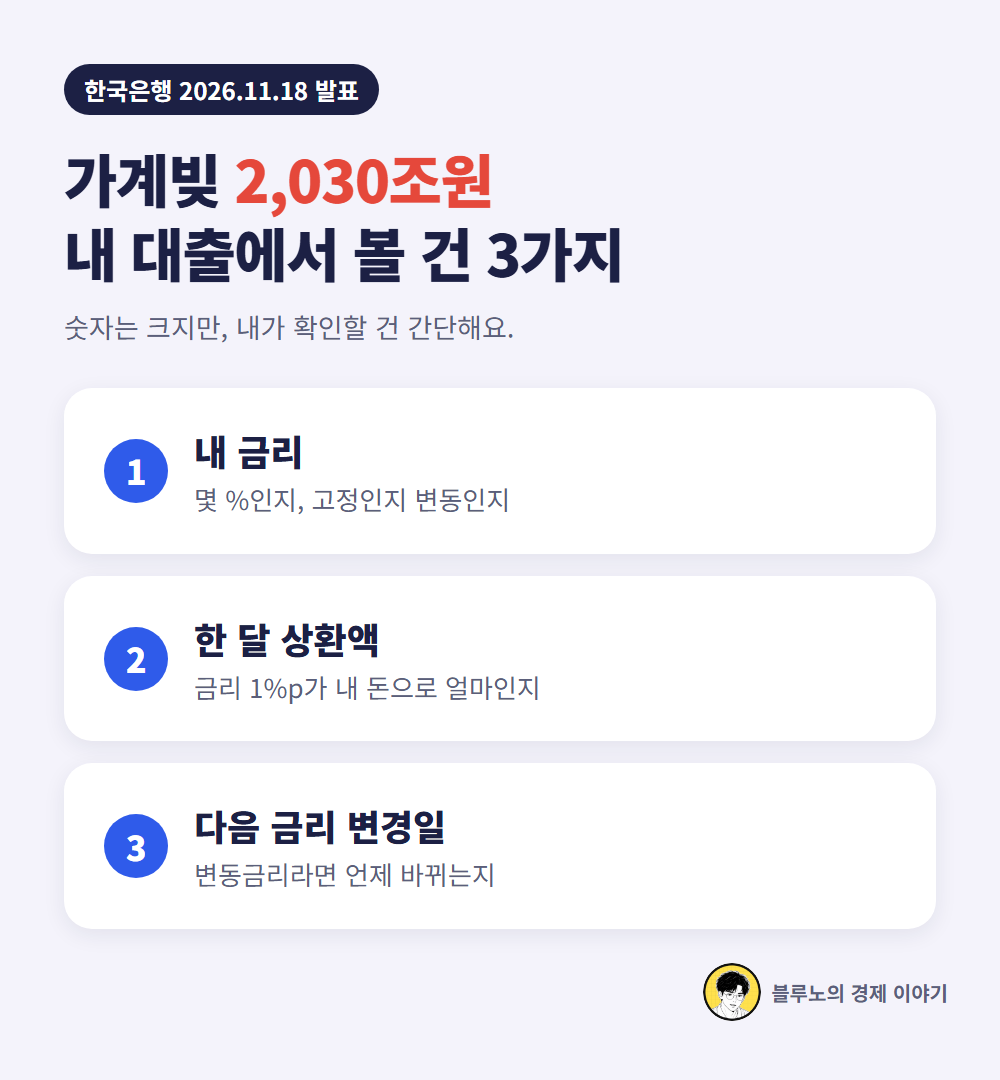 한국은행 2026.11.18 발표
가계빚 2,030조원
내 대출에서 볼 건 3가지
숫자는 크지만, 내가 확인할 건 간단해요.
1
내 금리
몇 %인지, 고정인지 변동인지
2
한 달 상환액
금리 1%p가 내 돈으로 얼마인지
3
다음 금리 변경일
변동금리라면 언제 바뀌는지
블루노의 경제 이야기